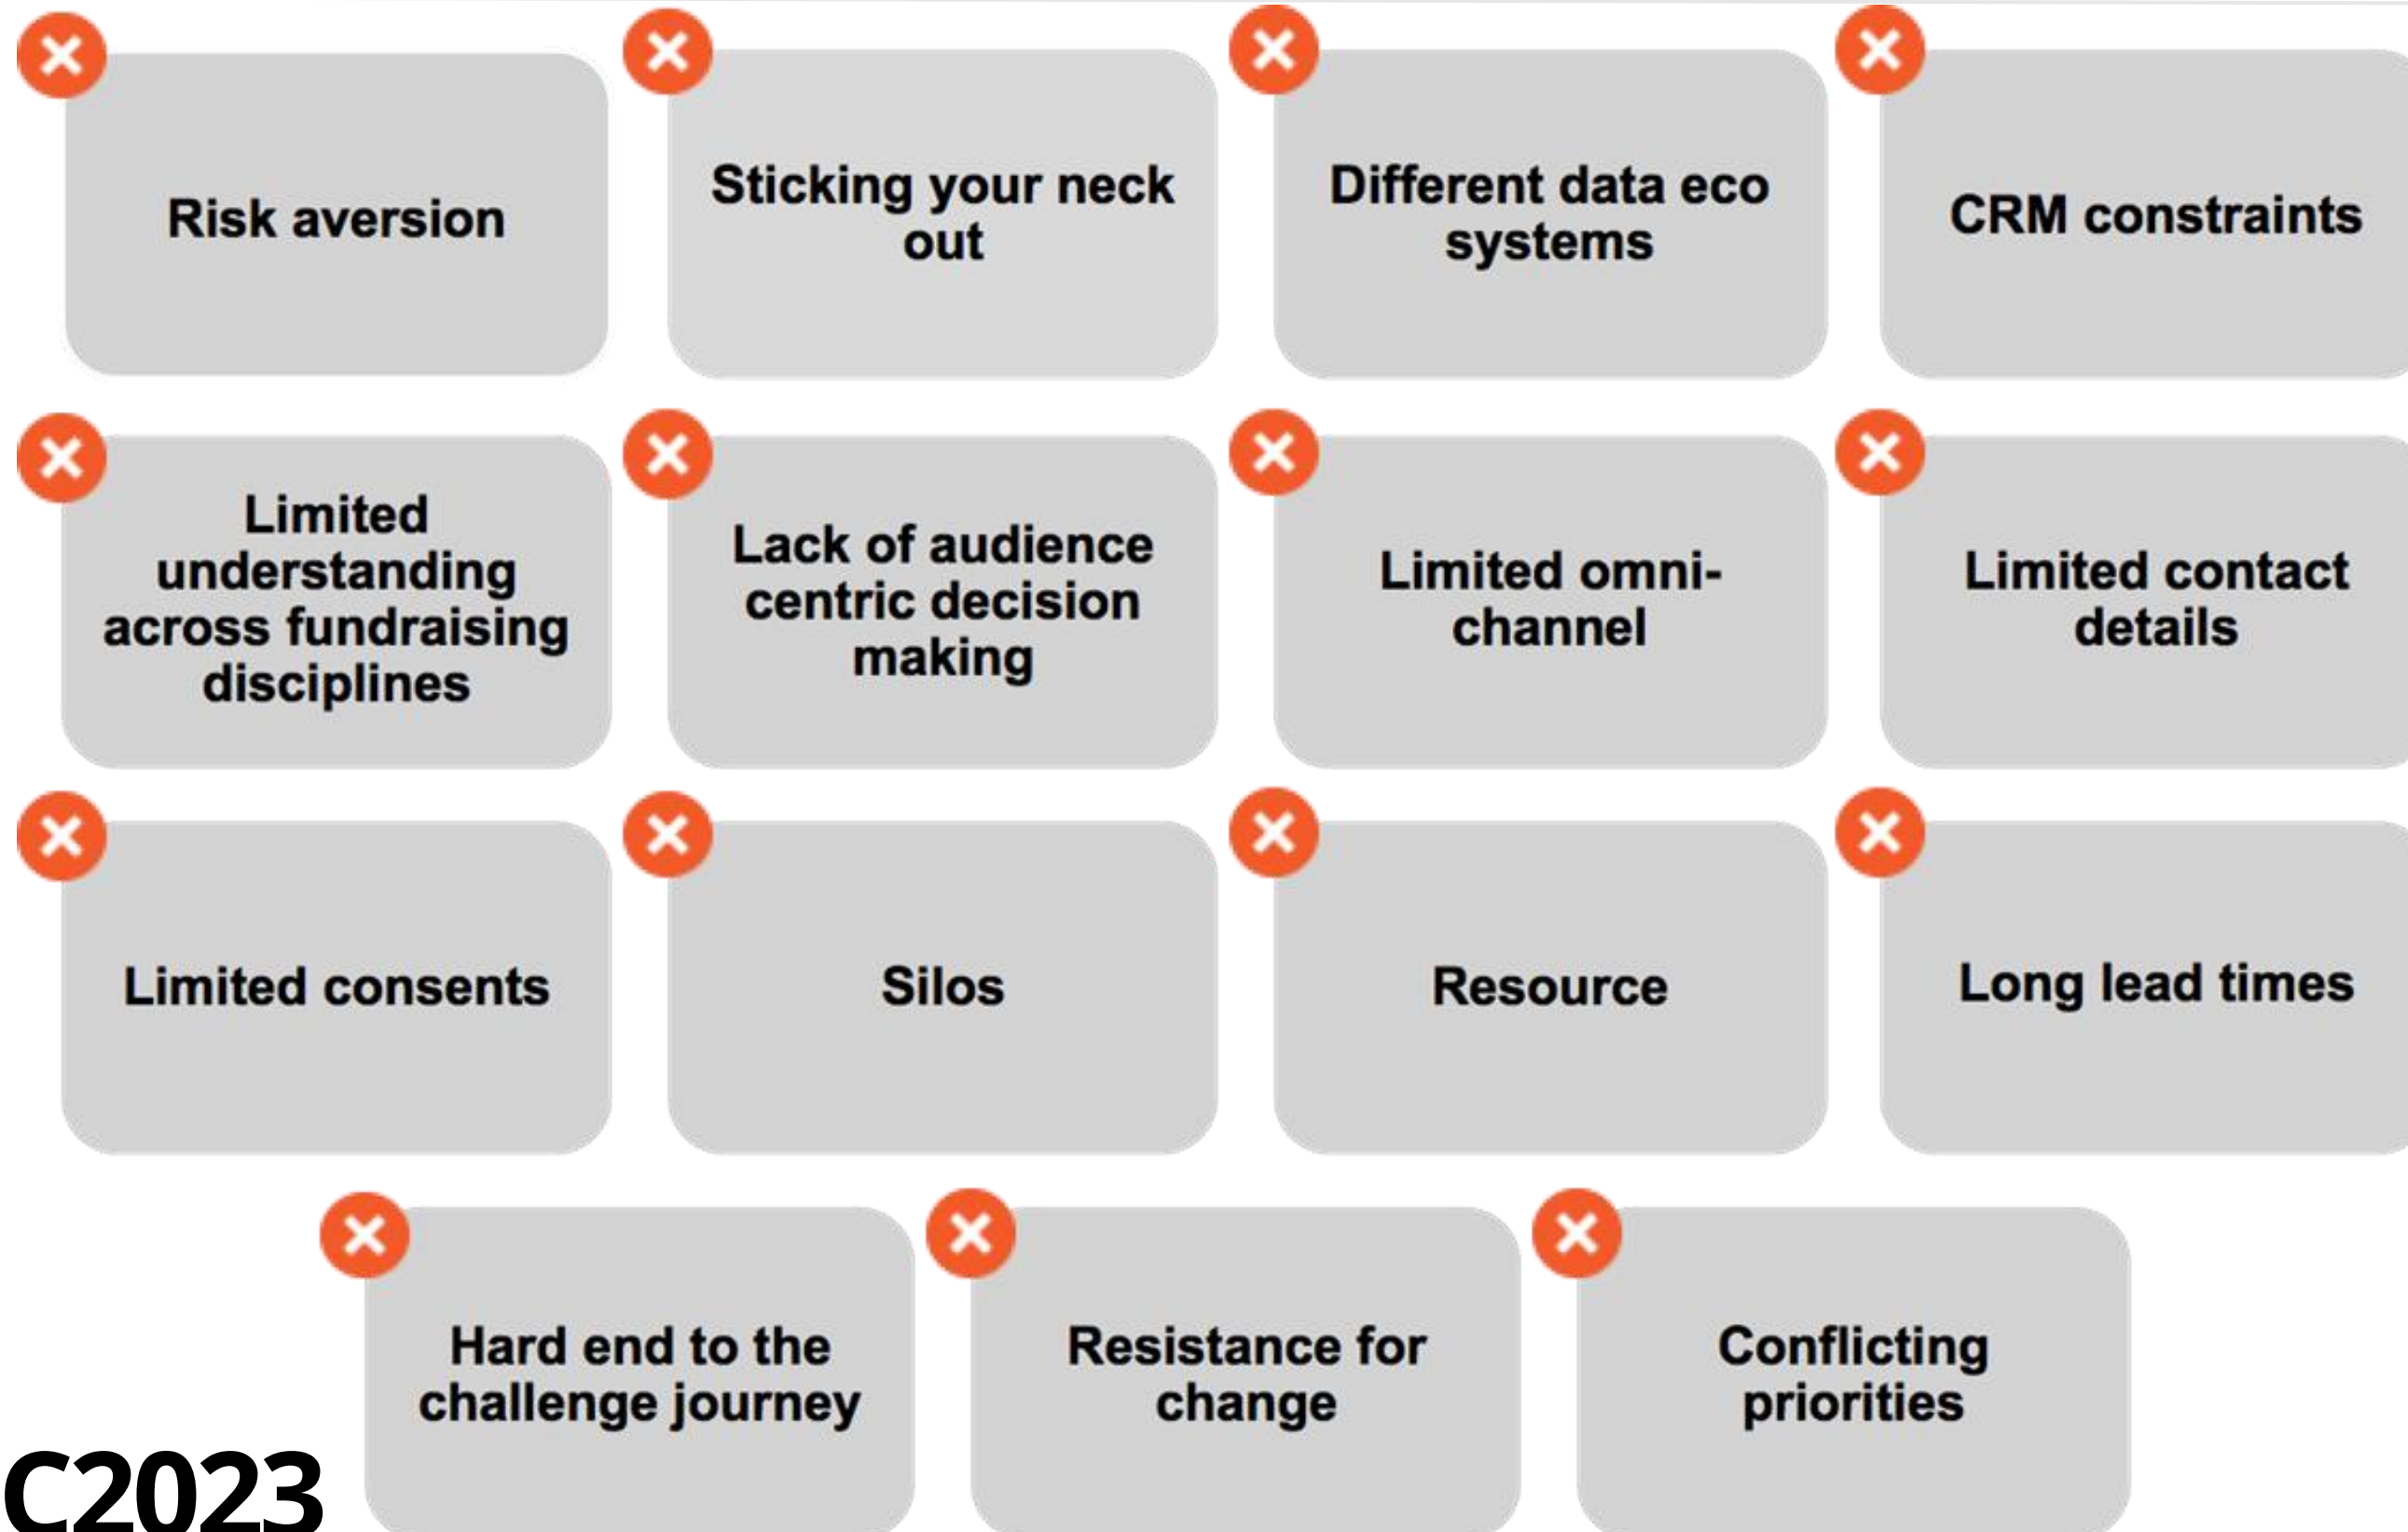 Risk aversion
Sticking your neck
out
Different data eco
systems
CRM constraints
Limited
understanding
across fundraising
disciplines
Lack of audience
centric decision
making
Limited omni-
channel
Limited contact
details
Limited consents
Silos
Resource
Long lead times
Hard end to the
challenge journey
Resistance for
change
Conflicting
priorities
C2023